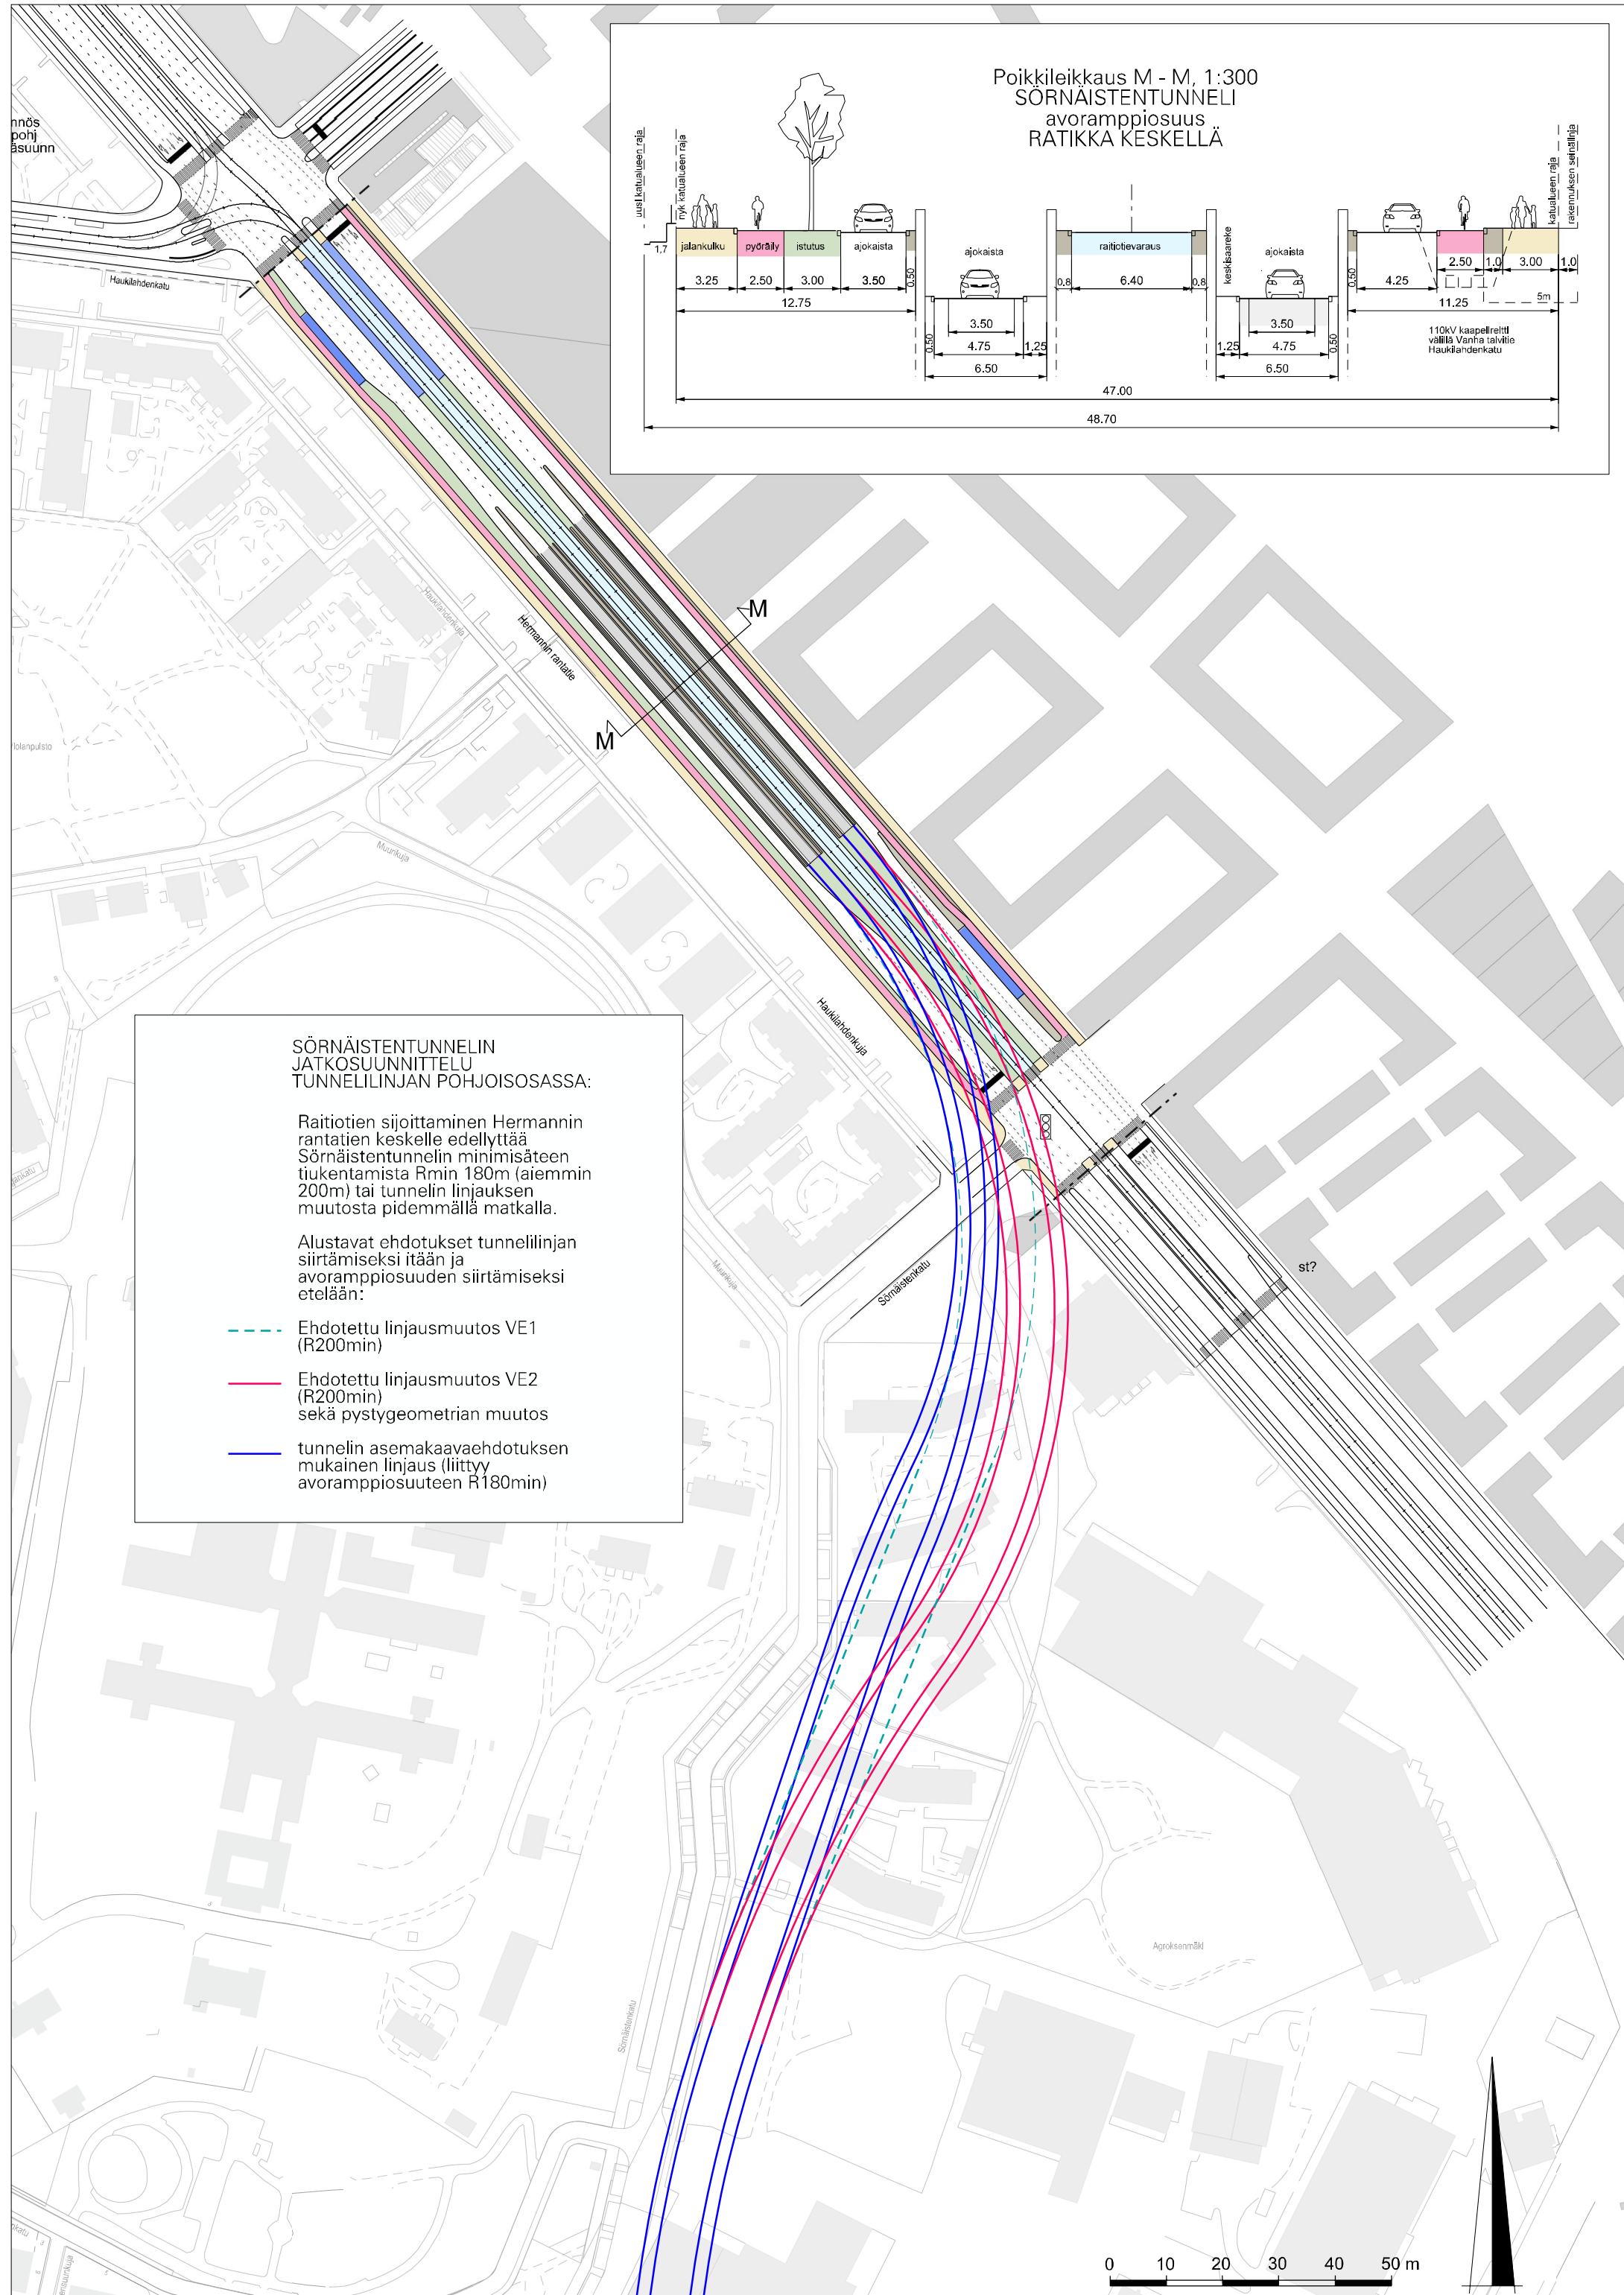 nnös
pohj
äsuunn
Poikkileikkaus M - M, 1:300
SÖRNÄISTENTUNNELI
avoramppiosuus
RATIKKA KESKELLÄ
uusi katualueen raja
nyk katualueen raja
katualueen raja
rakennuksen seinälinja
jalankulku
pyöräily
istutus
ajokaista
ajokaista
raitiotievaraus
keskisaareke
ajokaista
1,7
3.25
2.50
3.00
3.50
0,50
12.75
0,50
3.50
4.75
1,25
6.50
0,8
6.40
0,8
1.25
3.50
4.75
0,50
6.50
0,50
4.25
2.50
1.0
3.00
1.0
11.25
5m
110kV kaapelireitti
välillä Vanha talvitie
Haukilahdenkatu
47.00
48.70
Haukilahdenkatu
Haukilahdenkuja
Hermannin rantatie
M
M
Muurikuja
Haukilahdenkuja
SÖRNÄISTENTUNNELIN
JATKOSUUNNITTELU
TUNNELILINJAN POHJOISOSASSA:
Raitiotien sijoittaminen Hermannin
rantatien keskelle edellyttää
Sörnäistentunnelin minimisäteen
tiukentamista Rmin 180m (aiemmin
200m) tai tunnelin linjauksen
muutosta pidemmällä matkalla.
Alustavat ehdotukset tunnelilinjan
siirtämiseksi itään ja
avoramppiosuuden siirtämiseksi
etelään:
Ehdotettu linjausmuutos VE1
(R200min)
Ehdotettu linjausmuutos VE2
(R200min)
sekä pystygeometrian muutos
tunnelin asemakaavaehdotuksen
mukainen linjaus (liittyy
avoramppiosuuteen R180min)
Muurikuja
Sörnäistenkatu
st?
Agroksenmäki
Sörnäistenkatu
0 10 20 30 40 50 m